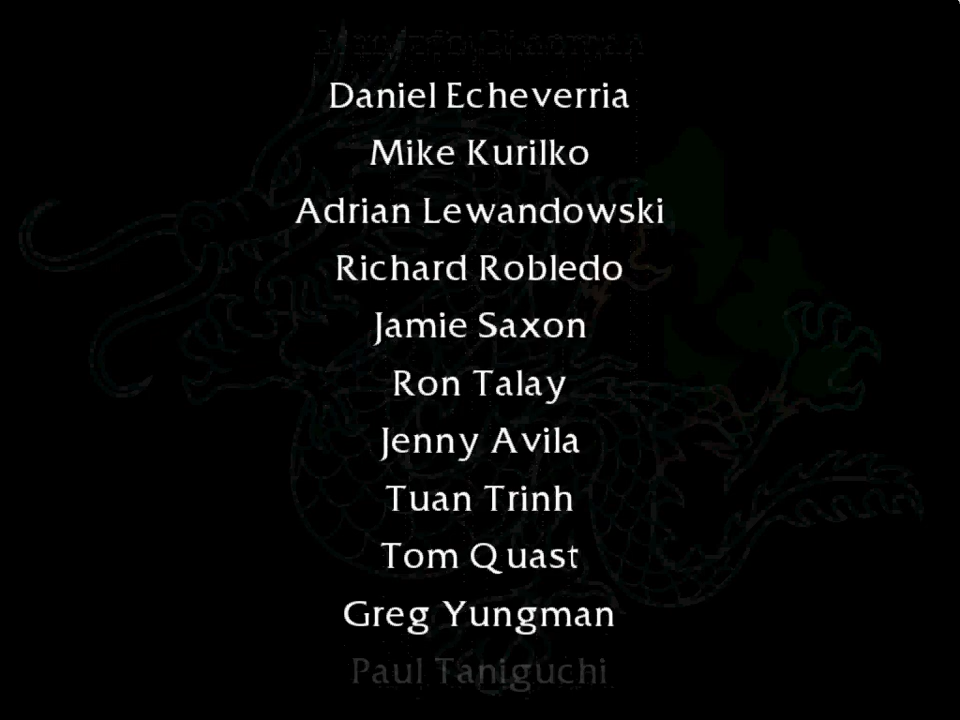 Daniel Echeverria
Mike Kurilko
Adrian Lewandowski
Richard Robledo
Jamie Saxon
Ron Talay
Jenny Avila
Tuan Trinh
Tom Quast
Greg Yungman
Paul Taniguchi